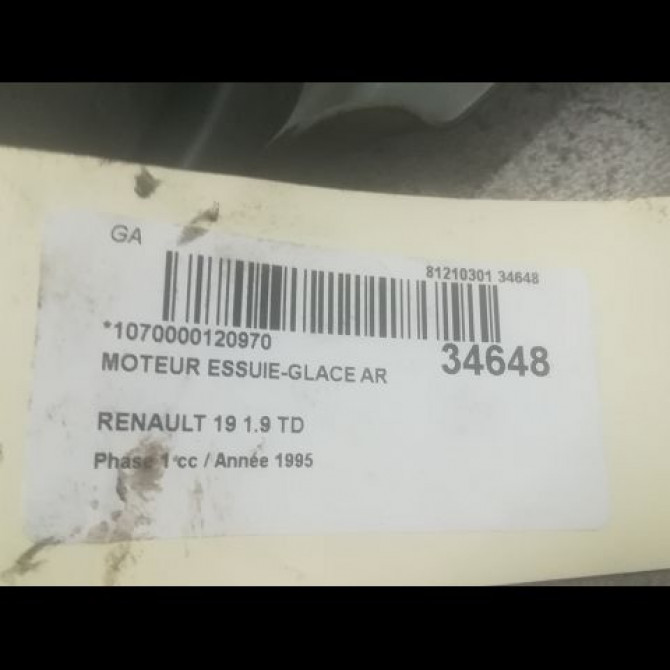 GA
81210301 34648
*1070000120970
34648
MOTEUR ESSUIE-GLACE AR
RENAULT 19 1.9 TD
Phase 1 cc / Année 1995